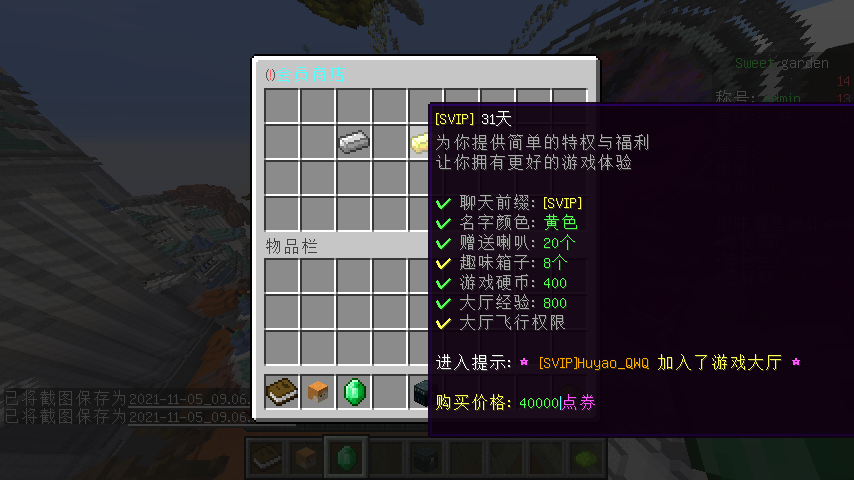 Sweet garden
14
[SVIP] 31天
称号: dmin
13
为你提供简单的特权与福利
让你拥有更好的游戏体验
聊天前缀: [SVIP]
名字颜色: 黄色
赠送喇叭: 20个
物品栏
趣味箱子: 8个
游戏硬币: 400
大厅经验: 800
大厅飞行权限
进入提示: [SVIP]Huyao_QWQ 加入了游戏大厅
已将截图保存为2021-11-05_09.06.
购买价格: 40000点券
已将截图保存为2021-11-05_09.06.